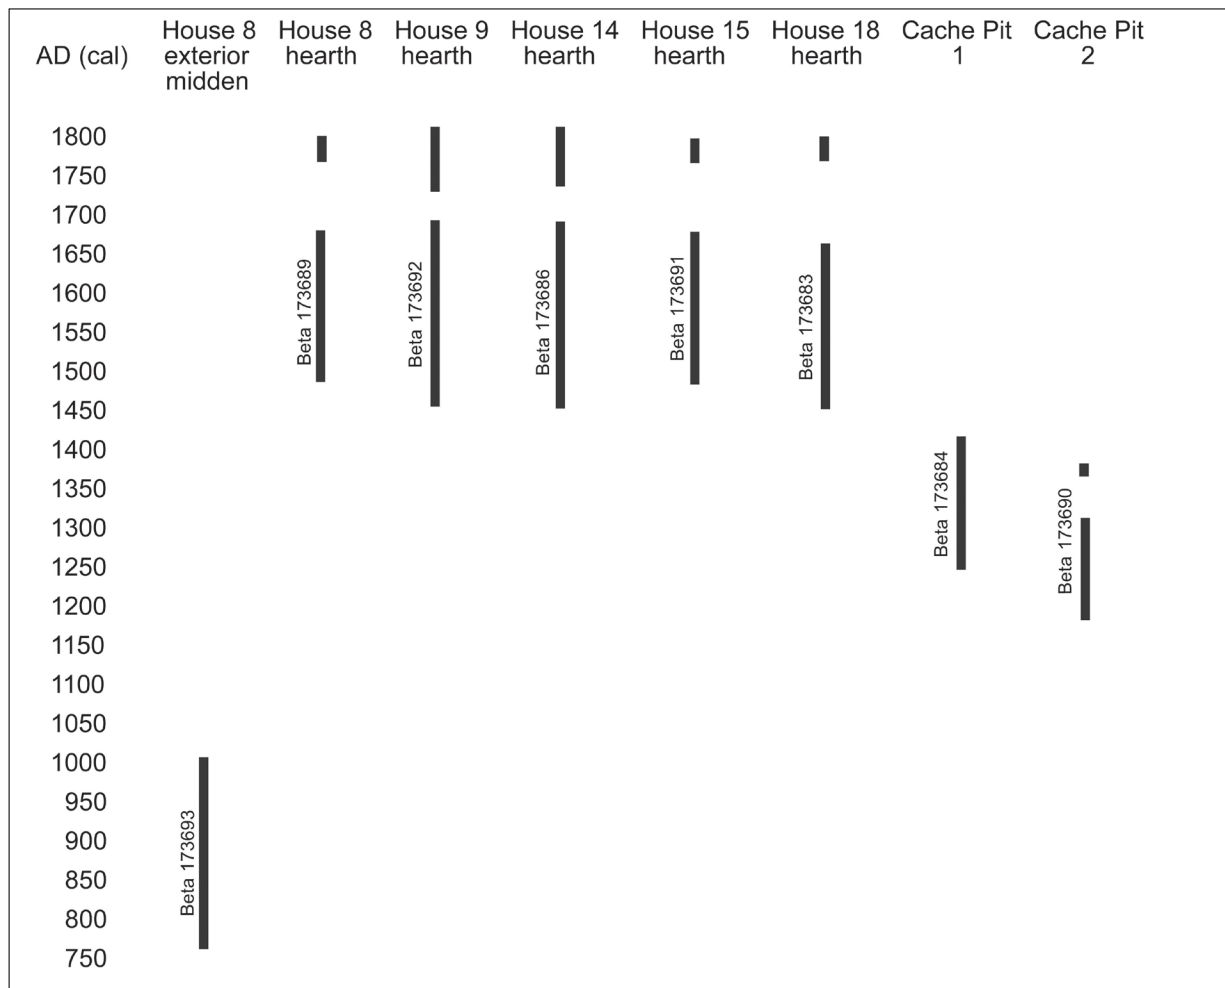 AD (cal)
House 8
exterior
midden
House 8
hearth
House 9
hearth
House 14
hearth
House 15
hearth
House 18
hearth
Cache Pit
1
Cache Pit
2
1800
1750
1700
1650
1600
1550
1500
1450
1400
1350
1300
1250
1200
1150
1100
1050
1000
950
900
850
800
750
Beta 173693
Beta 173689
Beta 173692
Beta 173686
Beta 173691
Beta 173683
Beta 173684
Beta 173690